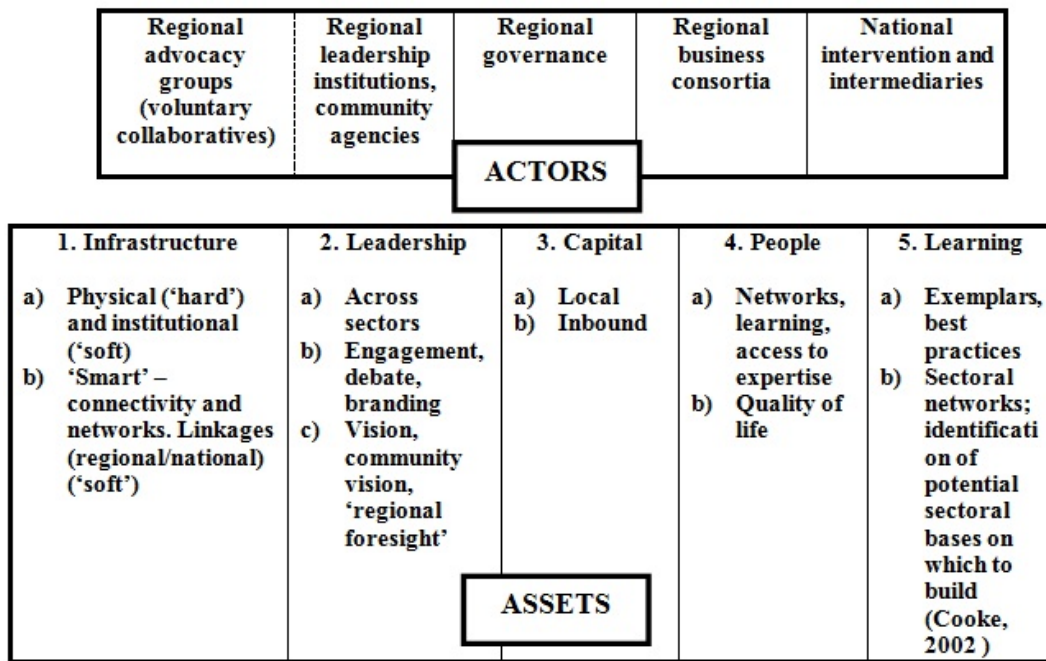 Regional
advocacy
groups
(voluntary
collaboratives)
Regional
leadership
institutions,
community
agencies
Regional
governance
Regional
business
consortia
National
intervention and
intermediaries
ACTORS
1. Infrastructure
a) Physical (‘hard’)
and institutional
(‘soft)
b) ‘Smart’ –
connectivity and
networks. Linkages
(regional/national)
(‘soft’)
2. Leadership
a) Across
sectors
b) Engagement,
debate,
branding
c) Vision,
community
vision,
‘regional
foresight’
3. Capital
a) Local
b) Inbound
4. People
a) Networks,
learning,
access to
expertise
b) Quality of
life
5. Learning
a) Exemplars,
best
practices
b) Sectoral
networks;
identificati
on of
potential
sectoral
bases on
which to
build
(Cooke,
2002 )
ASSETS